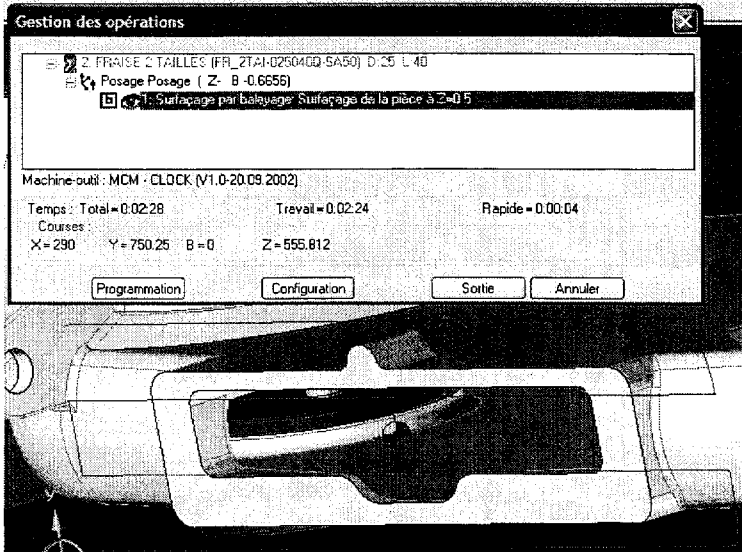 Gestion des opérations
2. FRAISE 2 TAILLES (FR_2TAI-025040Q-SA50) D:25 L:40
Posage Posage ( Z- B -0.6656)
1: Surfaçage par balayage: Surfaçage de la pièce à Z=0.5
Machine-outil : MCM - CLOCK (V1.0-20.09.2002)
Temps : Total = 0:02:28 Travail = 0:02:24 Rapide = 0:00:04
Courses :
X = 290 Y = 750.25 B = 0 Z = 555.812
Programmation Configuration Sortie Annuler